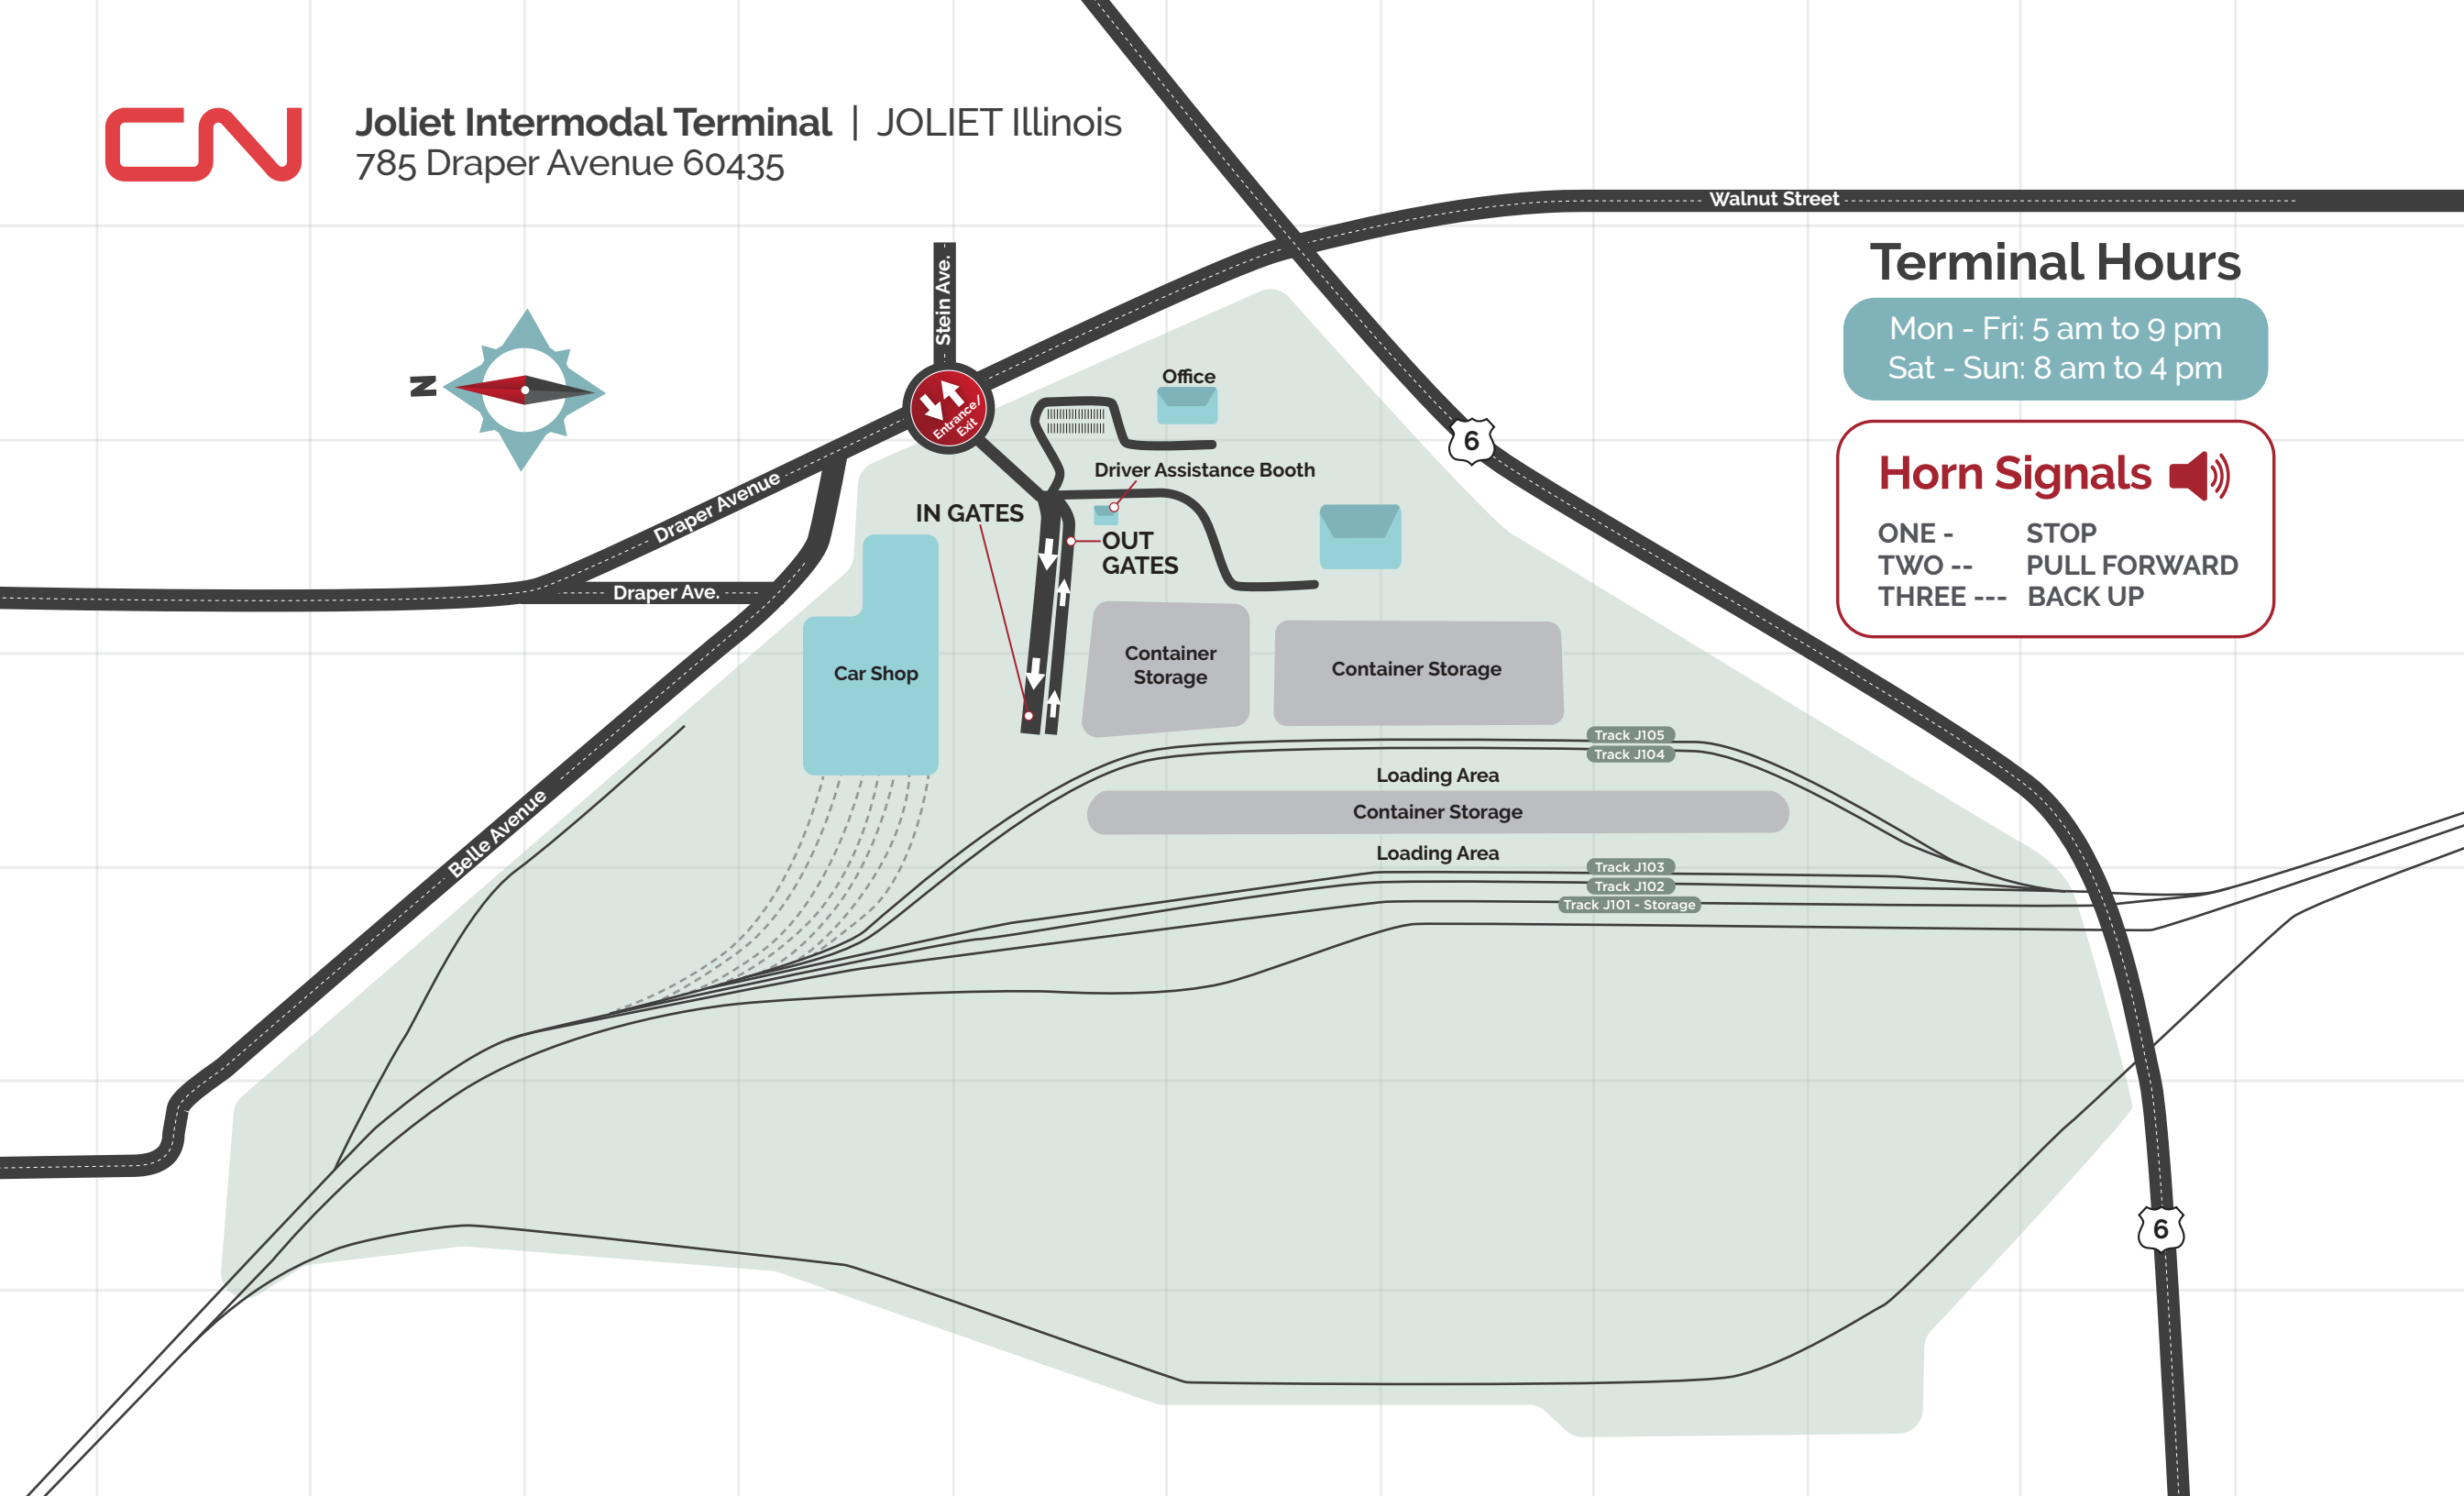 CN
Joliet Intermodal Terminal | JOLIET Illinois
785 Draper Avenue 60435
Walnut Street
Terminal Hours
Mon - Fri: 5 am to 9 pm
Sat - Sun: 8 am to 4 pm
Stein Ave.
N
Entrance/
Exit
Office
6
Horn Signals
ONE - STOP
TWO -- PULL FORWARD
THREE --- BACK UP
Driver Assistance Booth
Draper Avenue
IN GATES
OUT
GATES
Draper Ave.
Car Shop
Container
Storage
Container Storage
Track J105
Track J104
Loading Area
Container Storage
Belle Avenue
Loading Area
Track J103
Track J102
Track J101 - Storage
6